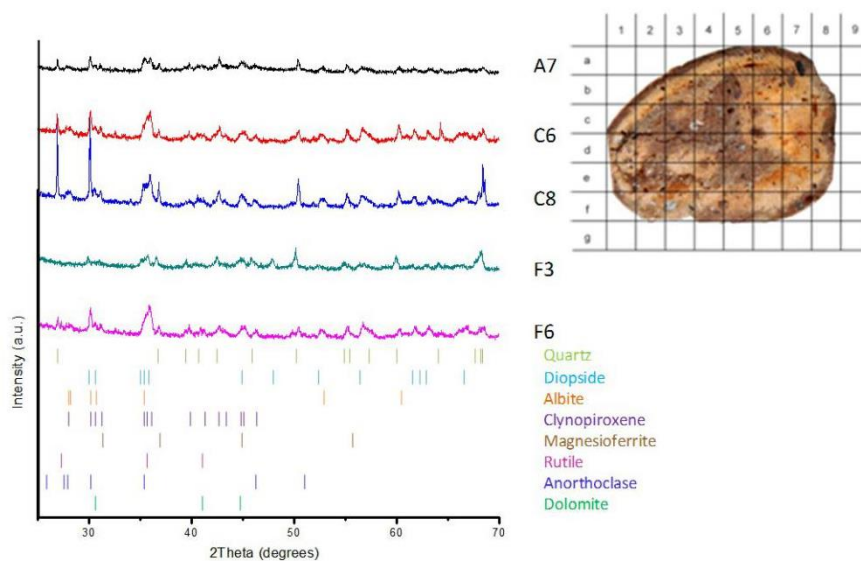 1 2 3 4 5 6 7 8 9
a
b
c
d
e
f
g
A7
C6
C8
F3
F6
Quartz
Diopside
Albite
Clynopiroxene
Magnesioferrite
Rutile
Anorthoclase
Dolomite
Intensity (a.u.)
30 40 50 60 70
2Theta (degrees)